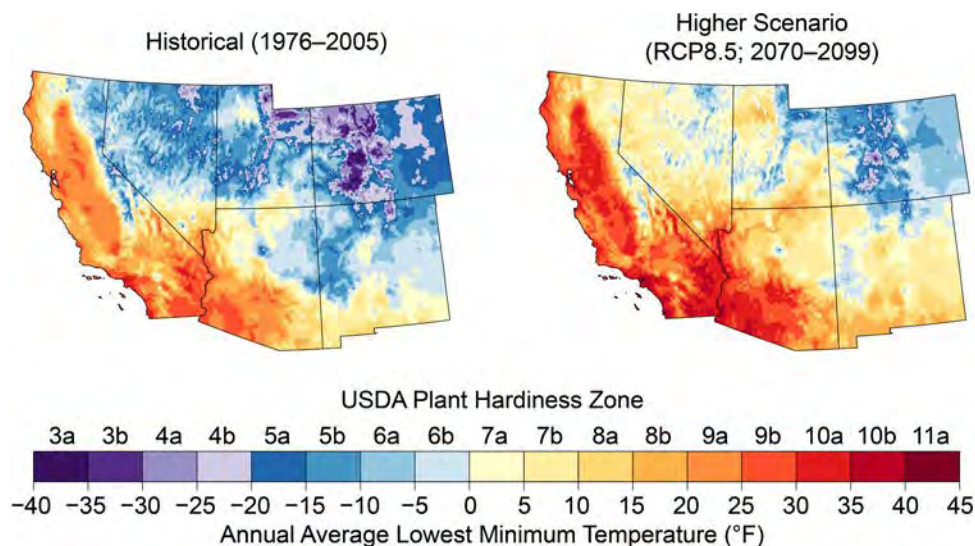 Historical (1976–2005)
Higher Scenario
(RCP8.5; 2070–2099)
USDA Plant Hardiness Zone
3a 3b 4a 4b 5a 5b 6a 6b 7a 7b 8a 8b 9a 9b 10a 10b 11a
−40 −35 −30 −25 −20 −15 −10 −5 0 5 10 15 20 25 30 35 40 45
Annual Average Lowest Minimum Temperature (°F)